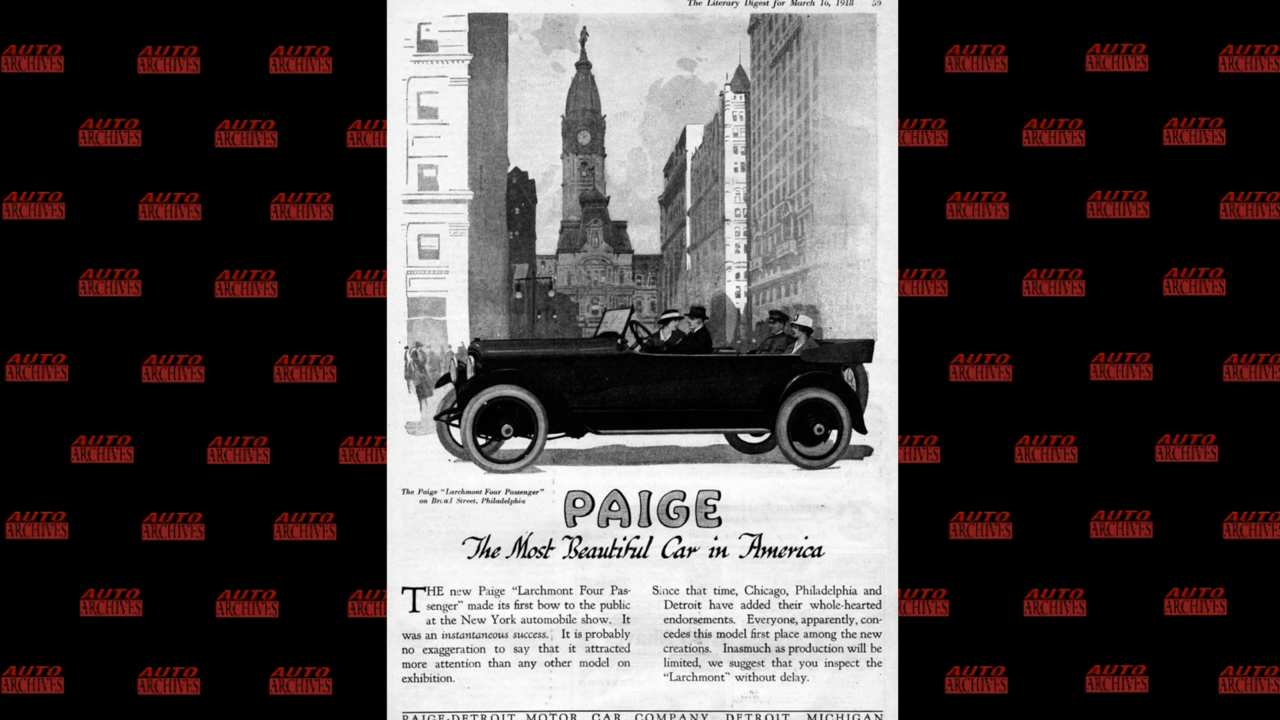 The Literary Digest for March 16, 1918 59
AUTO
ARCHIVES
The Paige "Larchmont Four Passenger"
on Broad Street, Philadelphia
PAIGE
The Most Beautiful Car in America
THE new Paige "Larchmont Four Pas-
senger" made its first bow to the public
at the New York automobile show. It
was an instantaneous success. It is probably
no exaggeration to say that it attracted
more attention than any other model on
exhibition.
Since that time, Chicago, Philadelphia and
Detroit have added their whole-hearted
endorsements. Everyone, apparently, con-
cedes this model first place among the new
creations. Inasmuch as production will be
limited, we suggest that you inspect the
"Larchmont" without delay.
PAIGE-DETROIT MOTOR CAR COMPANY, DETROIT, MICHIGAN